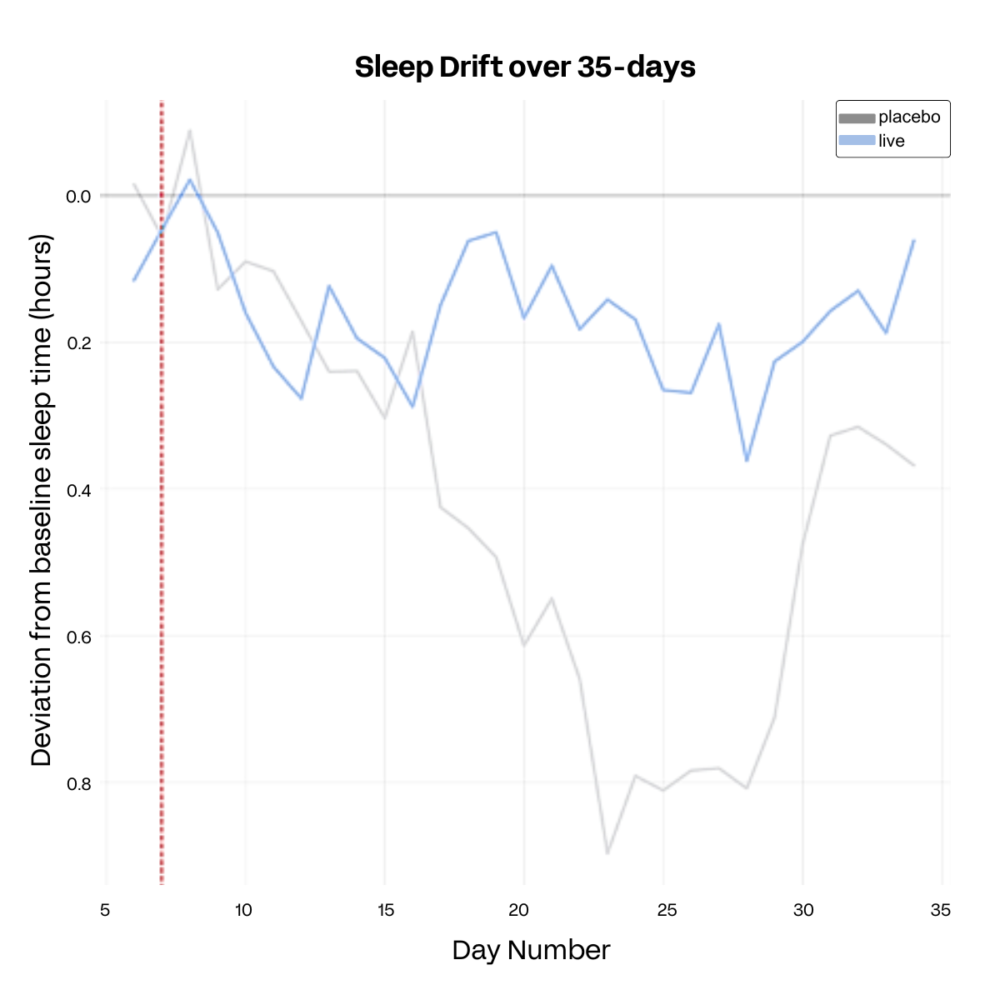 Sleep Drift over 35-days
placebo
live
Deviation from baseline sleep time (hours)
0.0
0.2
0.4
0.6
0.8
5 10 15 20 25 30 35
Day Number